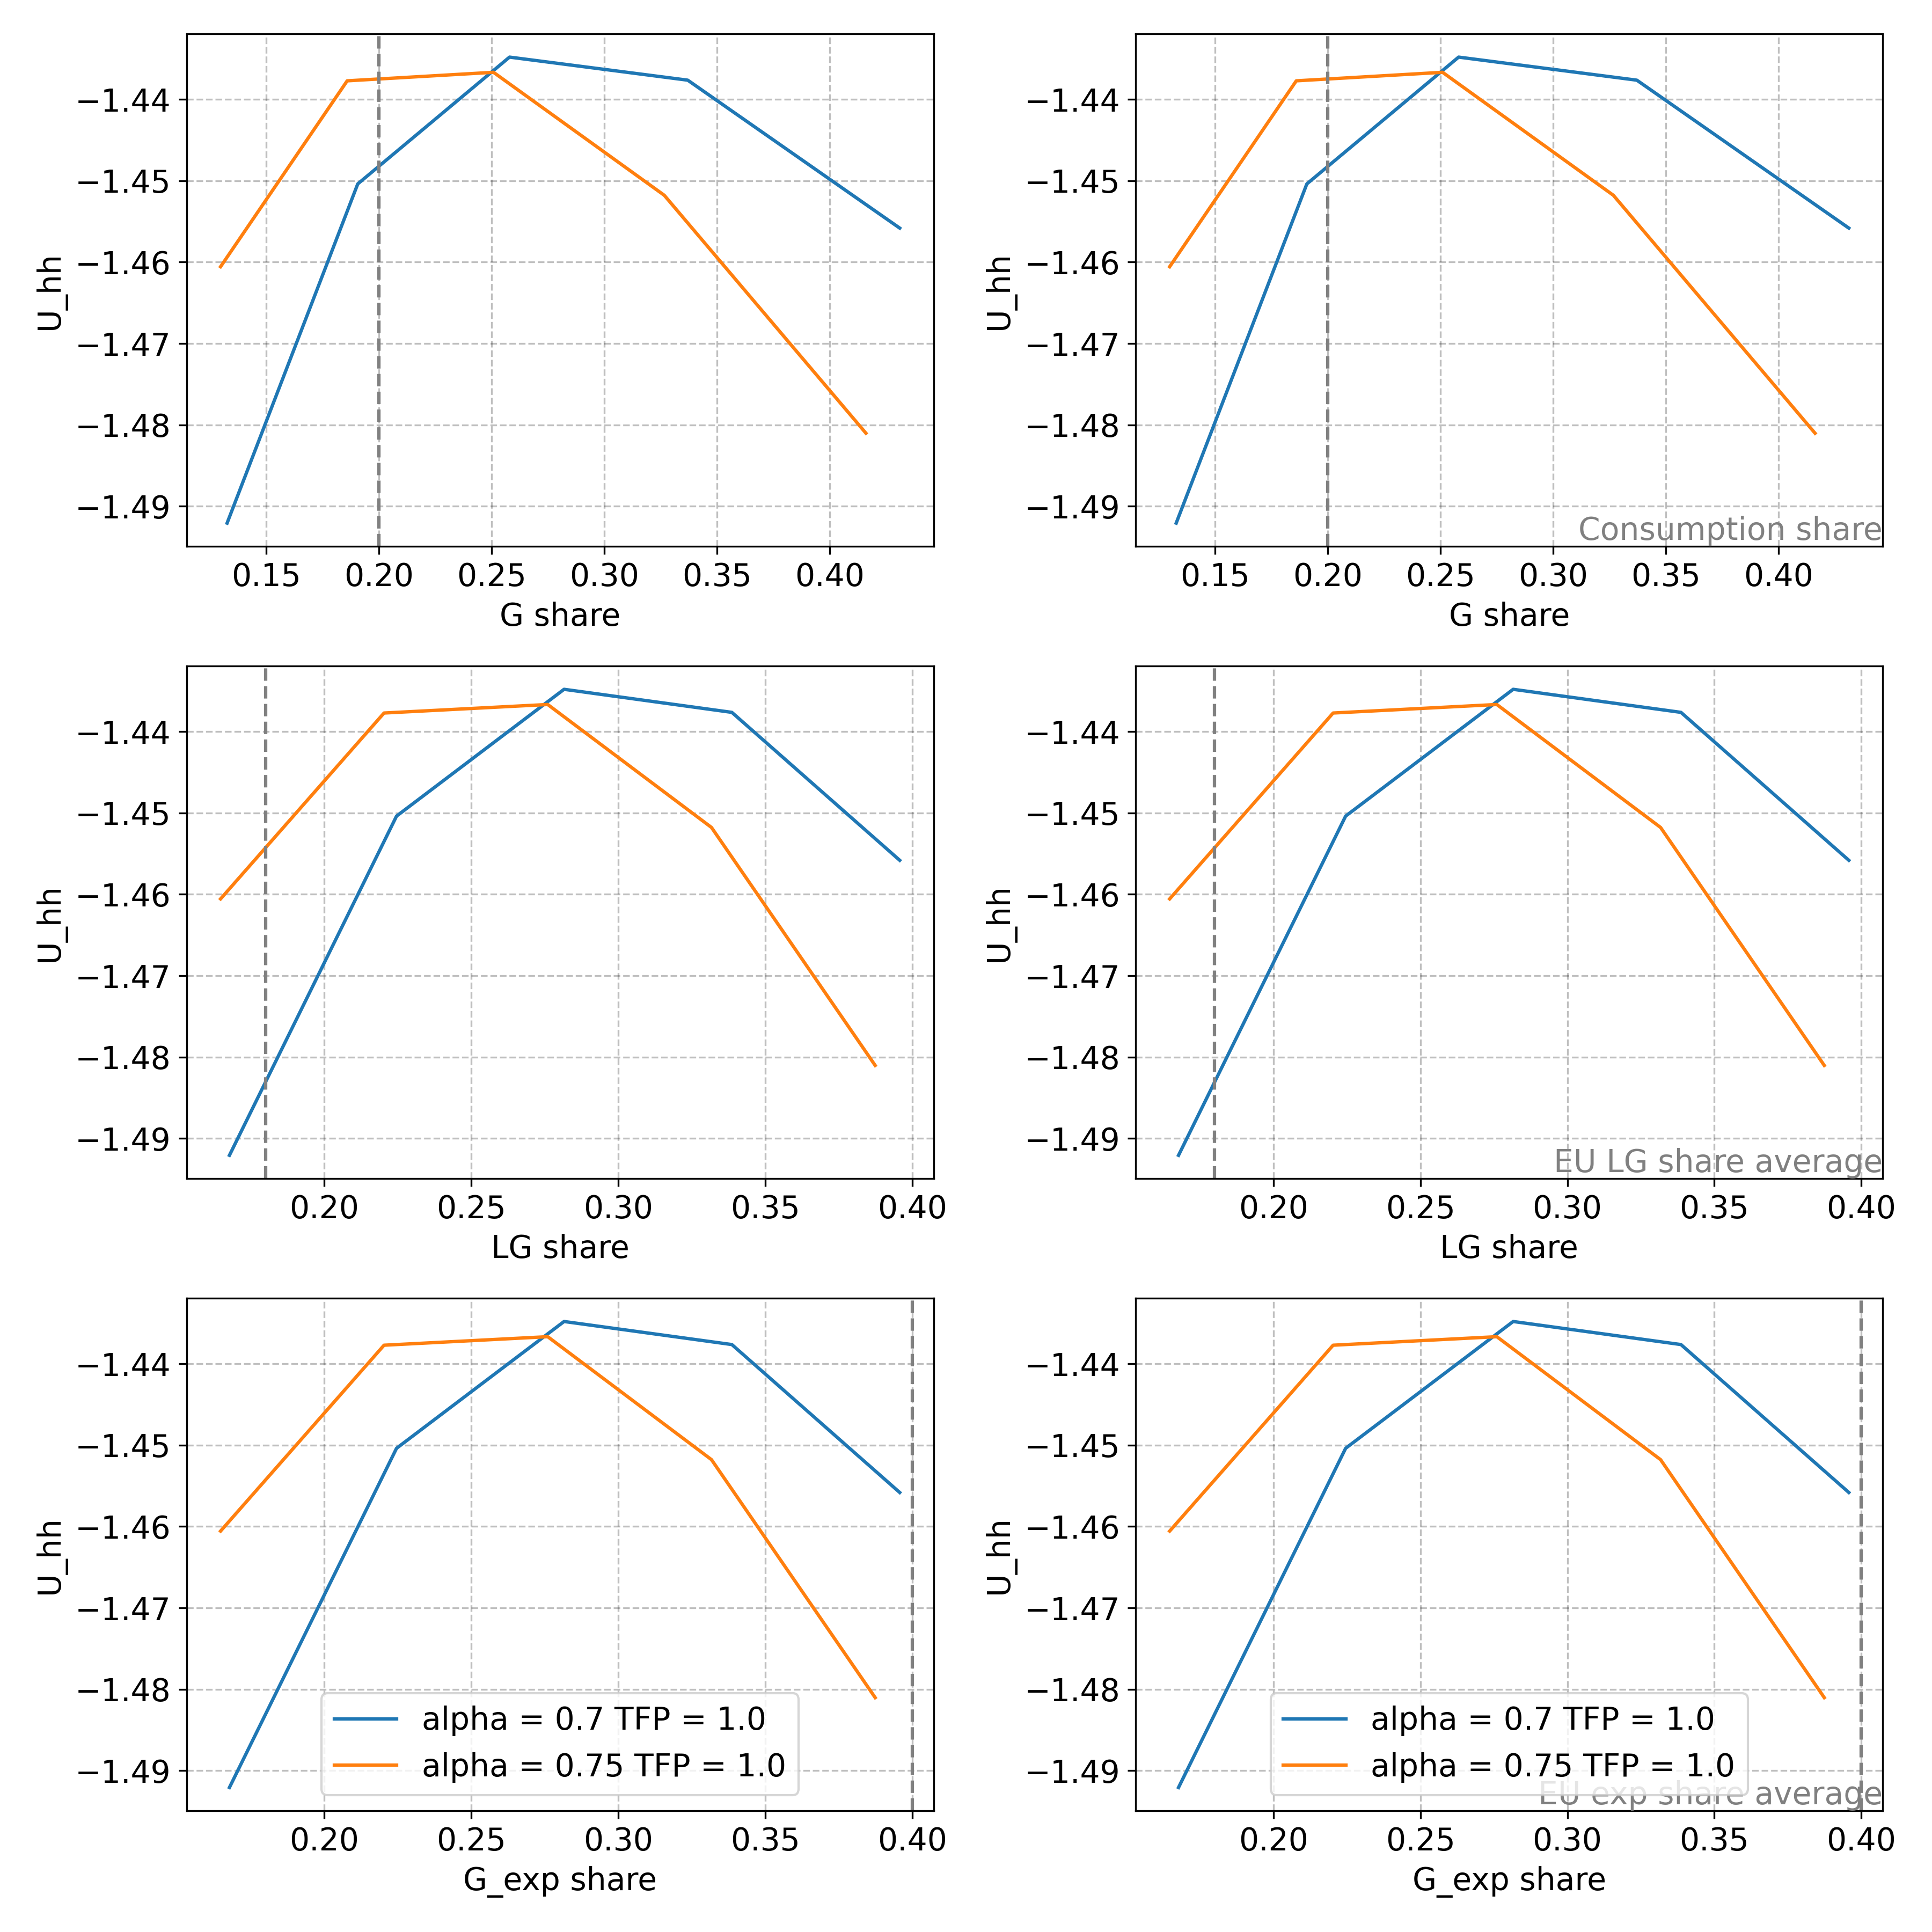 −1.44
−1.45
−1.46
−1.47
−1.48
−1.49
U_hh
0.15 0.20 0.25 0.30 0.35 0.40
G share
−1.44
−1.45
−1.46
−1.47
−1.48
−1.49
U_hh
Consumption share
0.15 0.20 0.25 0.30 0.35 0.40
G share
−1.44
−1.45
−1.46
−1.47
−1.48
−1.49
U_hh
0.20 0.25 0.30 0.35 0.40
LG share
−1.44
−1.45
−1.46
−1.47
−1.48
−1.49
U_hh
EU LG share average
0.20 0.25 0.30 0.35 0.40
LG share
−1.44
−1.45
−1.46
−1.47
−1.48
−1.49
U_hh
alpha = 0.7 TFP = 1.0
alpha = 0.75 TFP = 1.0
0.20 0.25 0.30 0.35 0.40
G_exp share
−1.44
−1.45
−1.46
−1.47
−1.48
−1.49
U_hh
alpha = 0.7 TFP = 1.0
alpha = 0.75 TFP = 1.0
EU exp share average
0.20 0.25 0.30 0.35 0.40
G_exp share